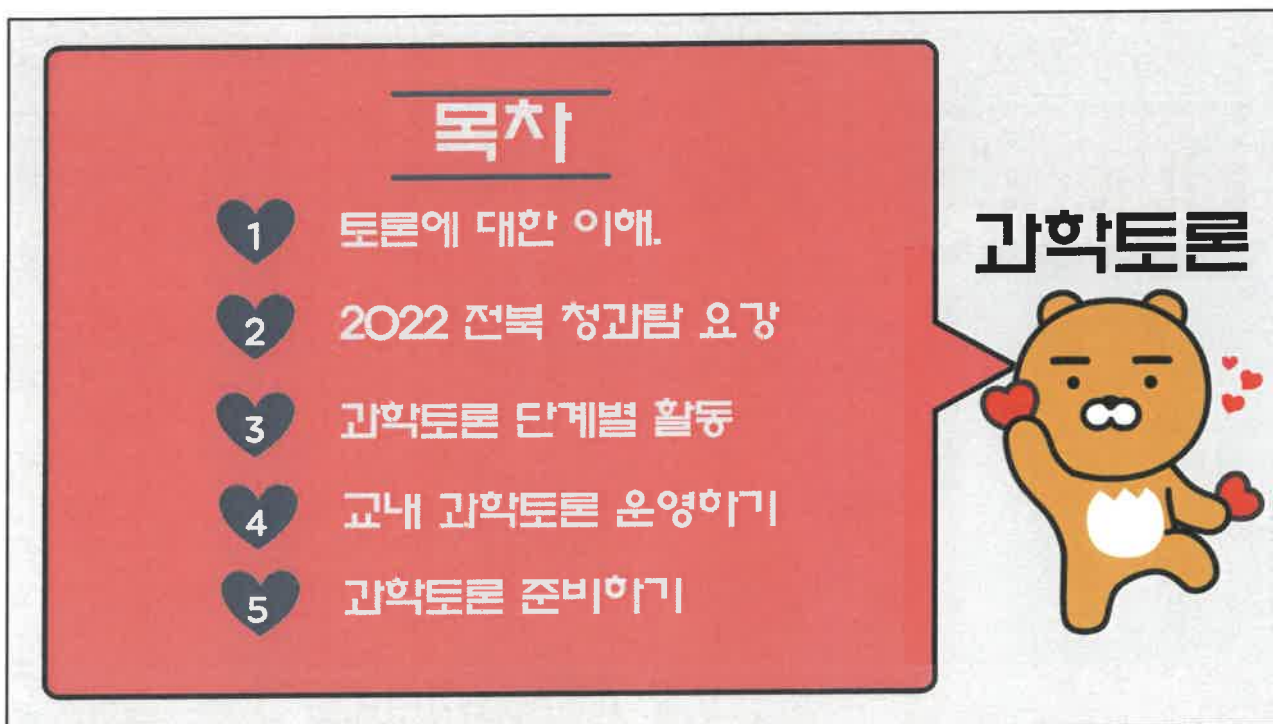 목차
1 토론에 대한 이해.
2 2022 전북 청과탐 요강
3 과학토론 단계별 활동
4 교내 과학토론 운영하기
5 과학토론 준비하기
과학토론